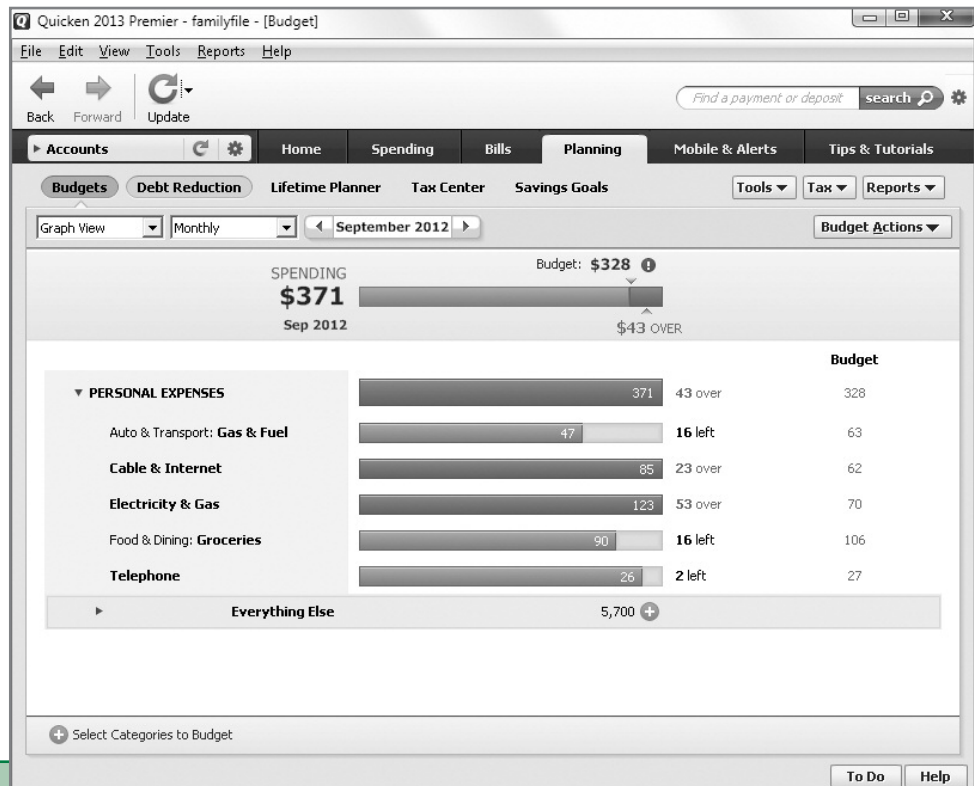 Quicken 2013 Premier - familyfile - [Budget]
File Edit View Tools Reports Help
Back Forward Update
Find a payment or deposit search
Accounts Home Spending Bills Planning Mobile & Alerts Tips & Tutorials
Budgets Debt Reduction Lifetime Planner Tax Center Savings Goals Tools Tax Reports
Graph View Monthly September 2012 Budget Actions
SPENDING
$371
Sep 2012
Budget: $328
$43 OVER
Budget
PERSONAL EXPENSES 371 43 over 328
Auto & Transport: Gas & Fuel 47 16 left 63
Cable & Internet 85 23 over 62
Electricity & Gas 123 53 over 70
Food & Dining: Groceries 90 16 left 106
Telephone 26 2 left 27
Everything Else 5,700
Select Categories to Budget
To Do Help